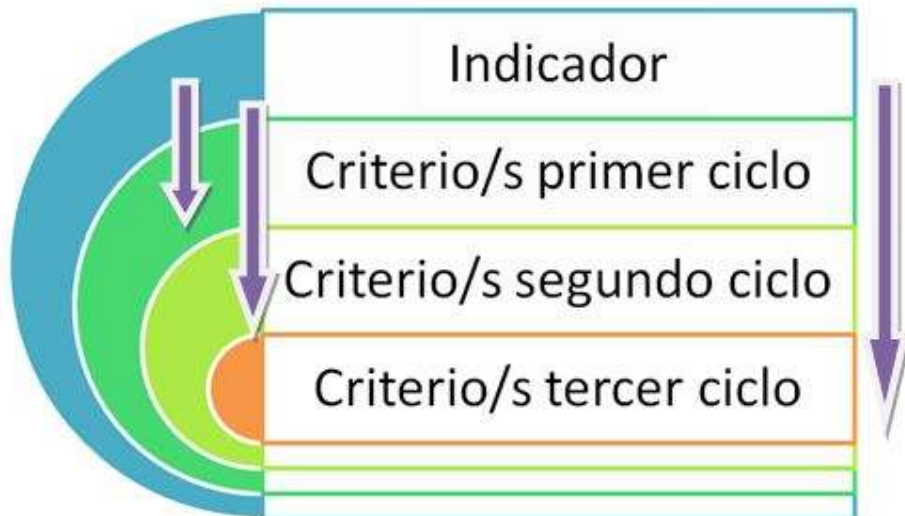 Indicador
Criterio/s primer ciclo
Criterio/s segundo ciclo
Criterio/s tercer ciclo